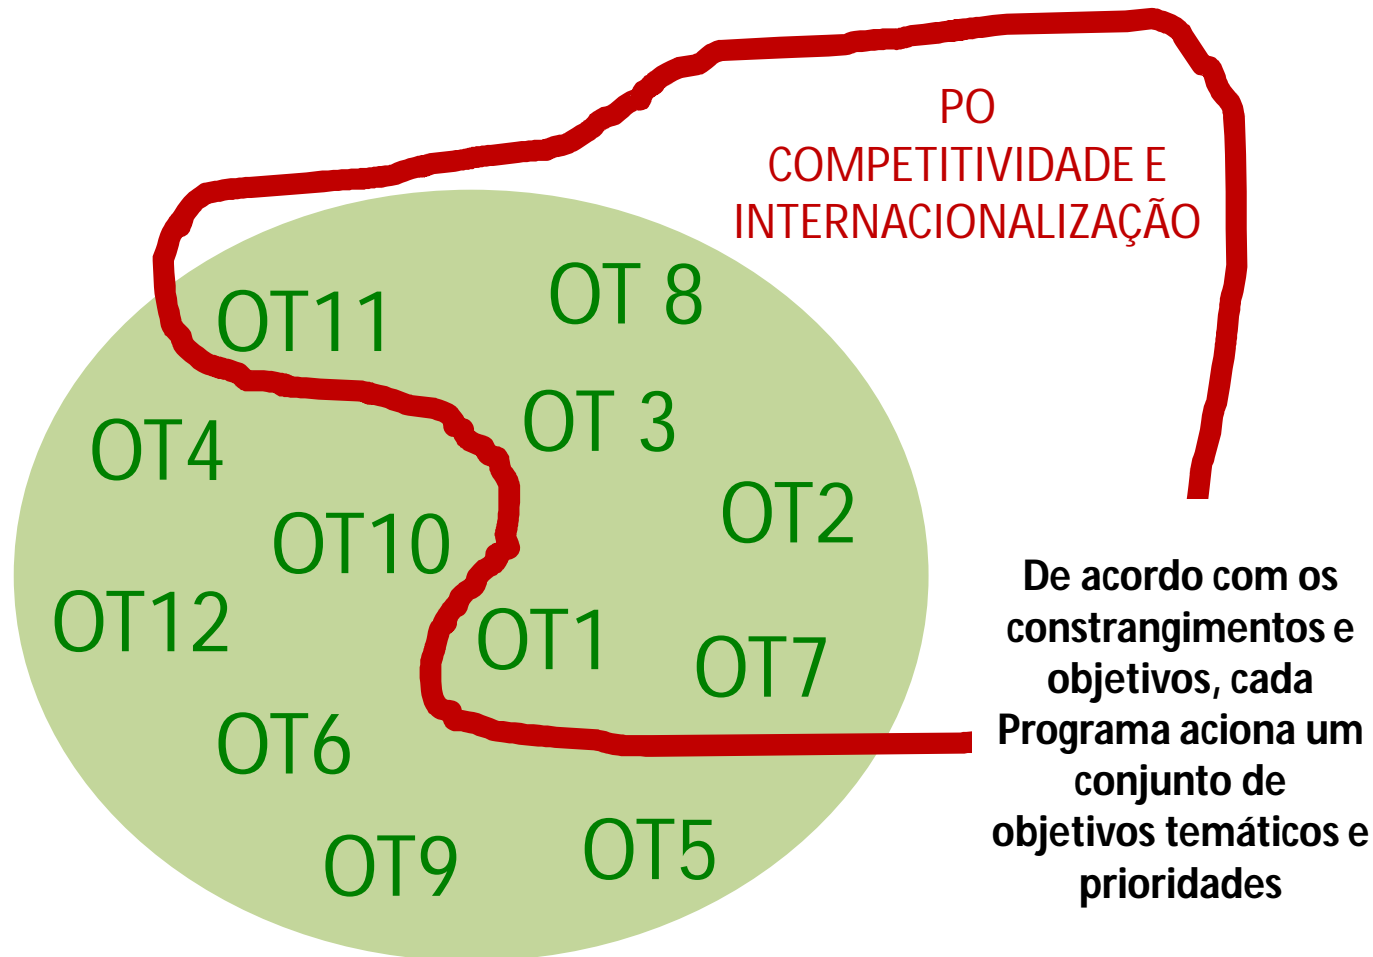 PO
COMPETITIVIDADE E
INTERNACIONALIZAÇÃO
OT11
OT 8
OT 3
OT4
OT2
OT10
OT12
OT1
OT7
OT6
OT9
OT5
De acordo com os
constrangimentos e
objetivos, cada
Programa aciona um
conjunto de
objetivos temáticos e
prioridades